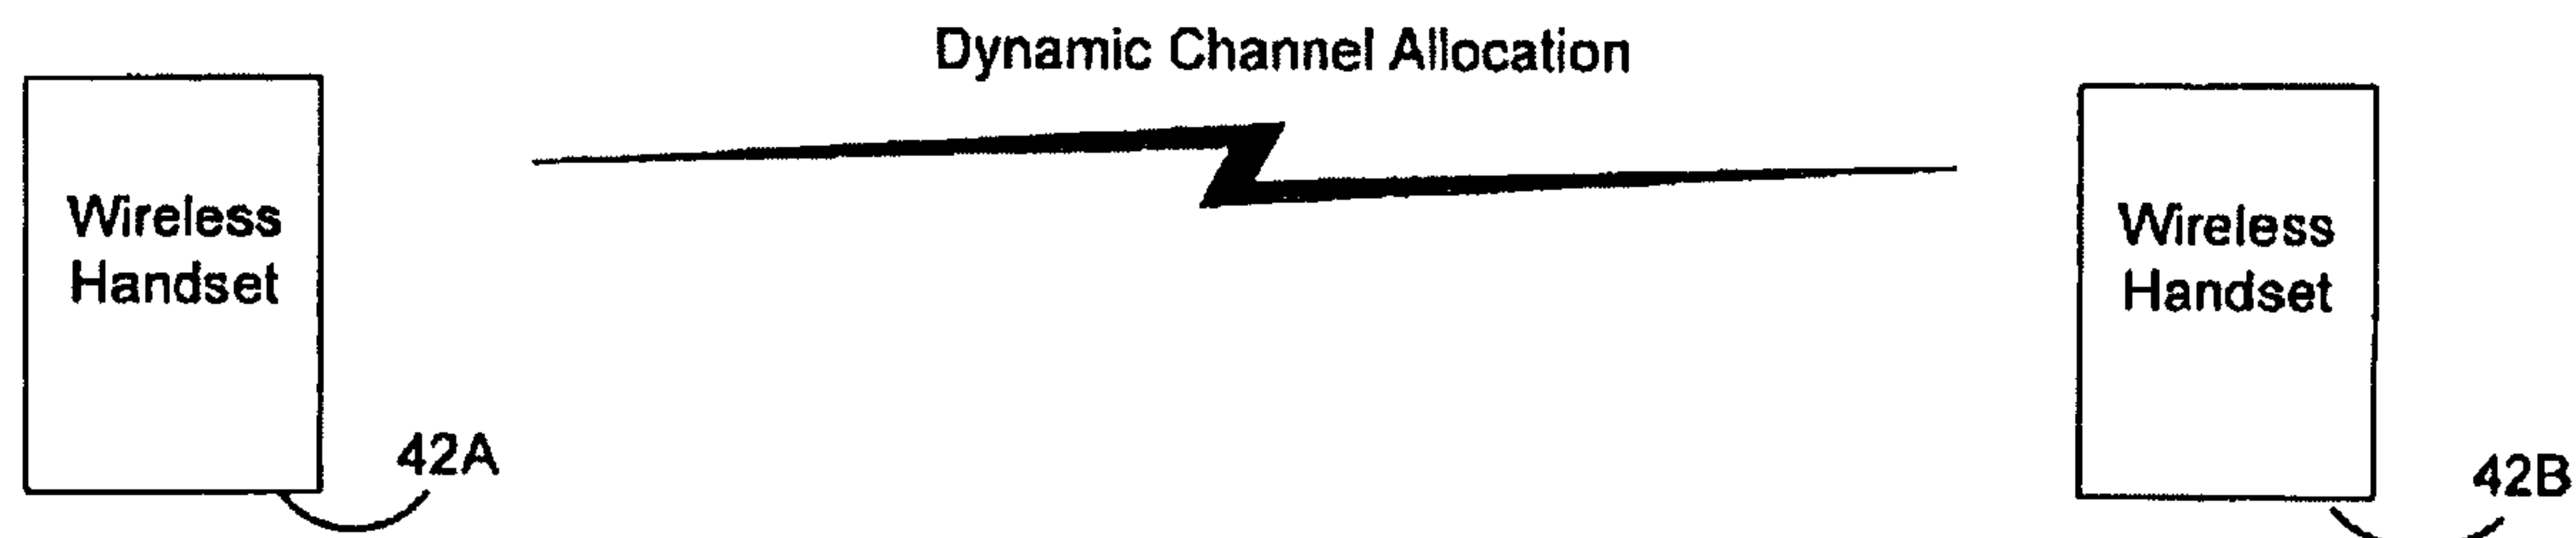 Dynamic Channel Allocation
Wireless
Handset
42A
Wireless
Handset
42B